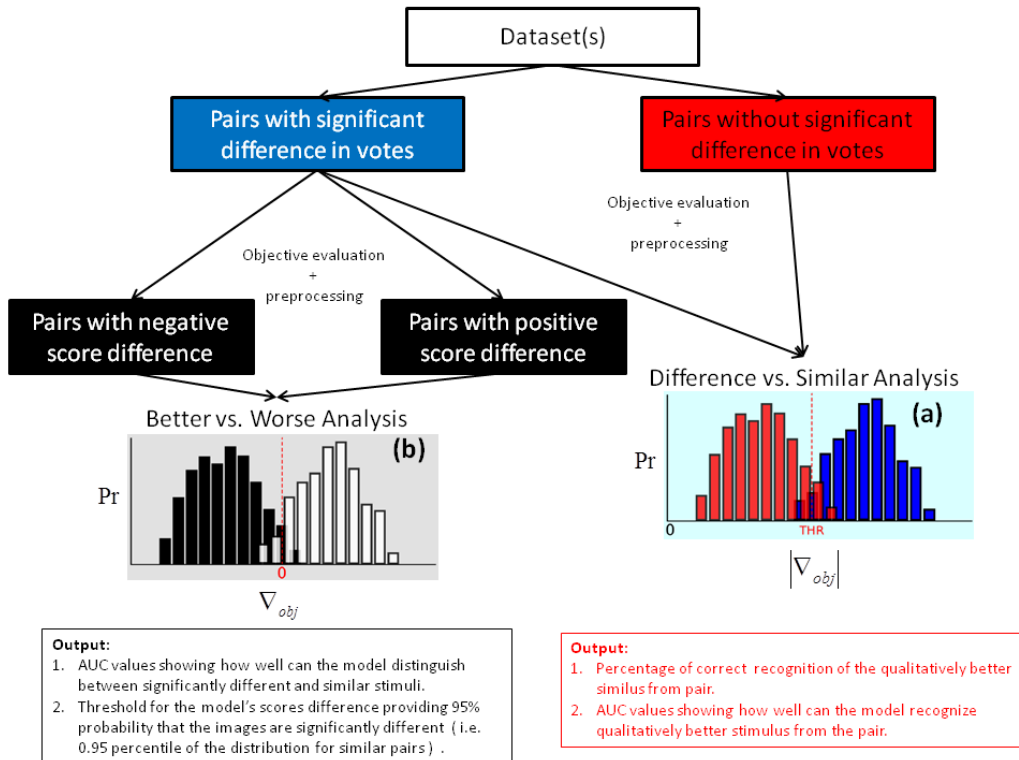 Dataset(s)
Pairs with significant
difference in votes
Pairs without significant
difference in votes
Objective evaluation
+
preprocessing
Objective evaluation
+
preprocessing
Pairs with negative
score difference
Pairs with positive
score difference
Better vs. Worse Analysis
(b)
Pr
0
∇obj
Difference vs. Similar Analysis
(a)
Pr
0
THR
|∇obj|
Output:
1. AUC values showing how well can the model distinguish
between significantly different and similar stimuli.
2. Threshold for the model's scores difference providing 95%
probability that the images are significantly different ( i.e.
0.95 percentile of the distribution for similar pairs ) .
Output:
1. Percentage of correct recognition of the qualitatively better
similus from pair.
2. AUC values showing how well can the model recognize
qualitatively better stimulus from the pair.